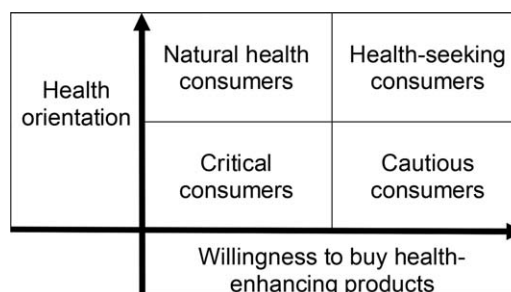 Health
orientation
Natural health
consumers
Health-seeking
consumers
Critical
consumers
Cautious
consumers
Willingness to buy health-
enhancing products